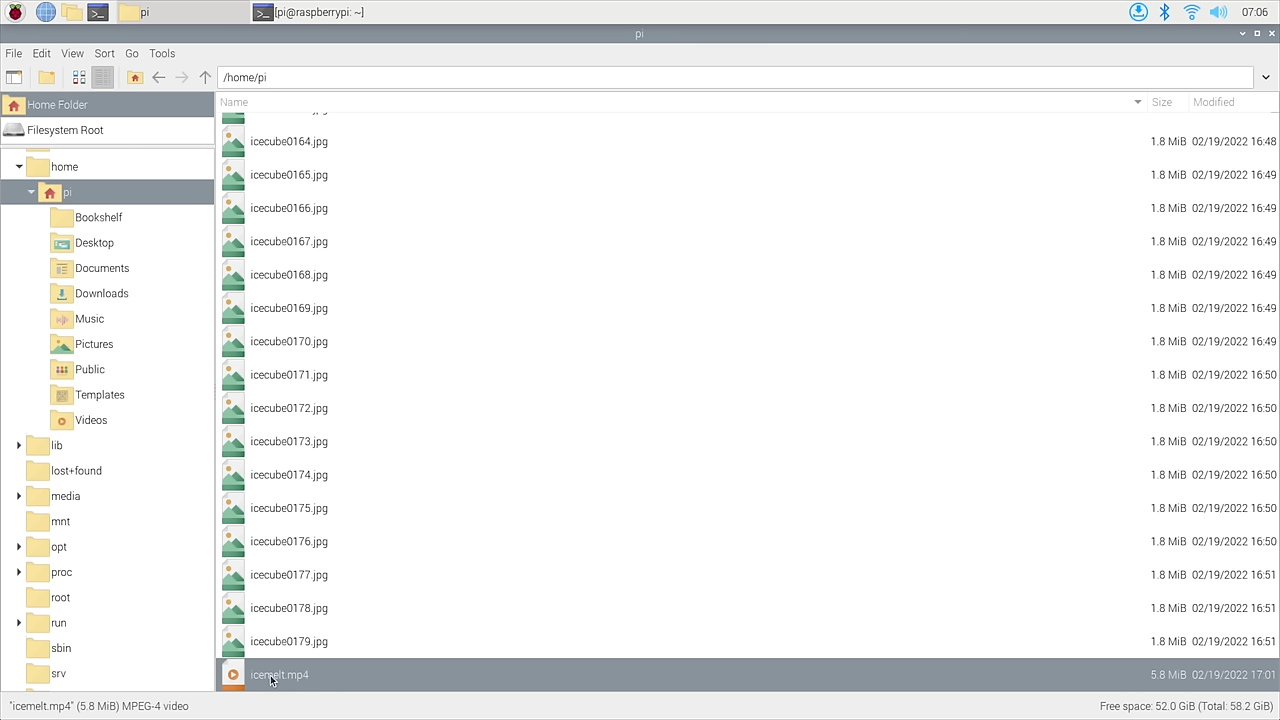 pi
[pi@raspberrypi: ~]
07:06
pi
File Edit View Sort Go Tools
/home/pi
Home Folder
Filesystem Root
home
pi
Bookshelf
Desktop
Documents
Downloads
Music
Pictures
Public
Templates
Videos
lib
lost+found
media
mnt
opt
proc
root
run
sbin
srv
Name Size Modified
icecube0164.jpg 1.8 MiB 02/19/2022 16:48
icecube0165.jpg 1.8 MiB 02/19/2022 16:49
icecube0166.jpg 1.8 MiB 02/19/2022 16:49
icecube0167.jpg 1.8 MiB 02/19/2022 16:49
icecube0168.jpg 1.8 MiB 02/19/2022 16:49
icecube0169.jpg 1.8 MiB 02/19/2022 16:49
icecube0170.jpg 1.8 MiB 02/19/2022 16:49
icecube0171.jpg 1.8 MiB 02/19/2022 16:50
icecube0172.jpg 1.8 MiB 02/19/2022 16:50
icecube0173.jpg 1.8 MiB 02/19/2022 16:50
icecube0174.jpg 1.8 MiB 02/19/2022 16:50
icecube0175.jpg 1.8 MiB 02/19/2022 16:50
icecube0176.jpg 1.8 MiB 02/19/2022 16:50
icecube0177.jpg 1.8 MiB 02/19/2022 16:51
icecube0178.jpg 1.8 MiB 02/19/2022 16:51
icecube0179.jpg 1.8 MiB 02/19/2022 16:51
icemelt.mp4 5.8 MiB 02/19/2022 17:01
"icemelt.mp4" (5.8 MiB) MPEG-4 video
Free space: 52.0 GiB (Total: 58.2 GiB)